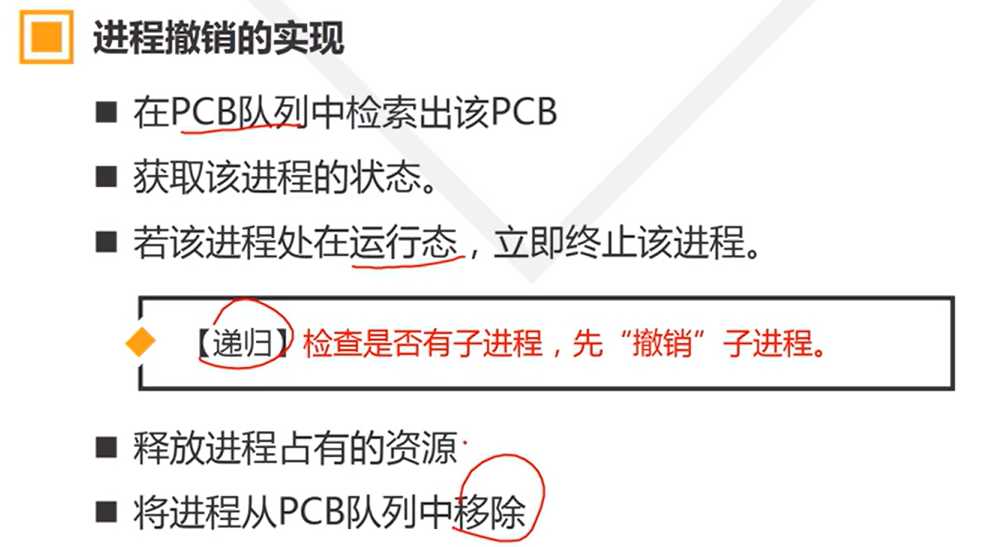 进程撤销的实现
在PCB队列中检索出该PCB
获取该进程的状态。
若该进程处在运行态，立即终止该进程。
【递归】检查是否有子进程，先“撤销”子进程。
释放进程占有的资源
将进程从PCB队列中移除